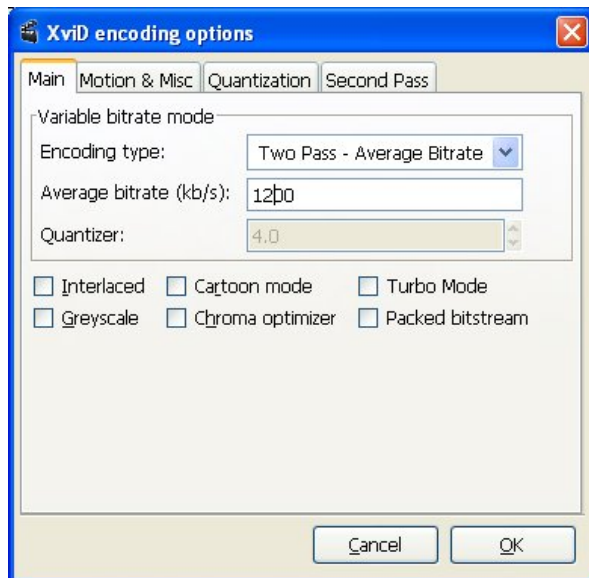 XviD encoding options
Main Motion & Misc Quantization Second Pass
Variable bitrate mode
Encoding type: Two Pass - Average Bitrate
Average bitrate (kb/s): 1200
Quantizer: 4.0
Interlaced Cartoon mode Turbo Mode
Greyscale Chroma optimizer Packed bitstream
Cancel OK